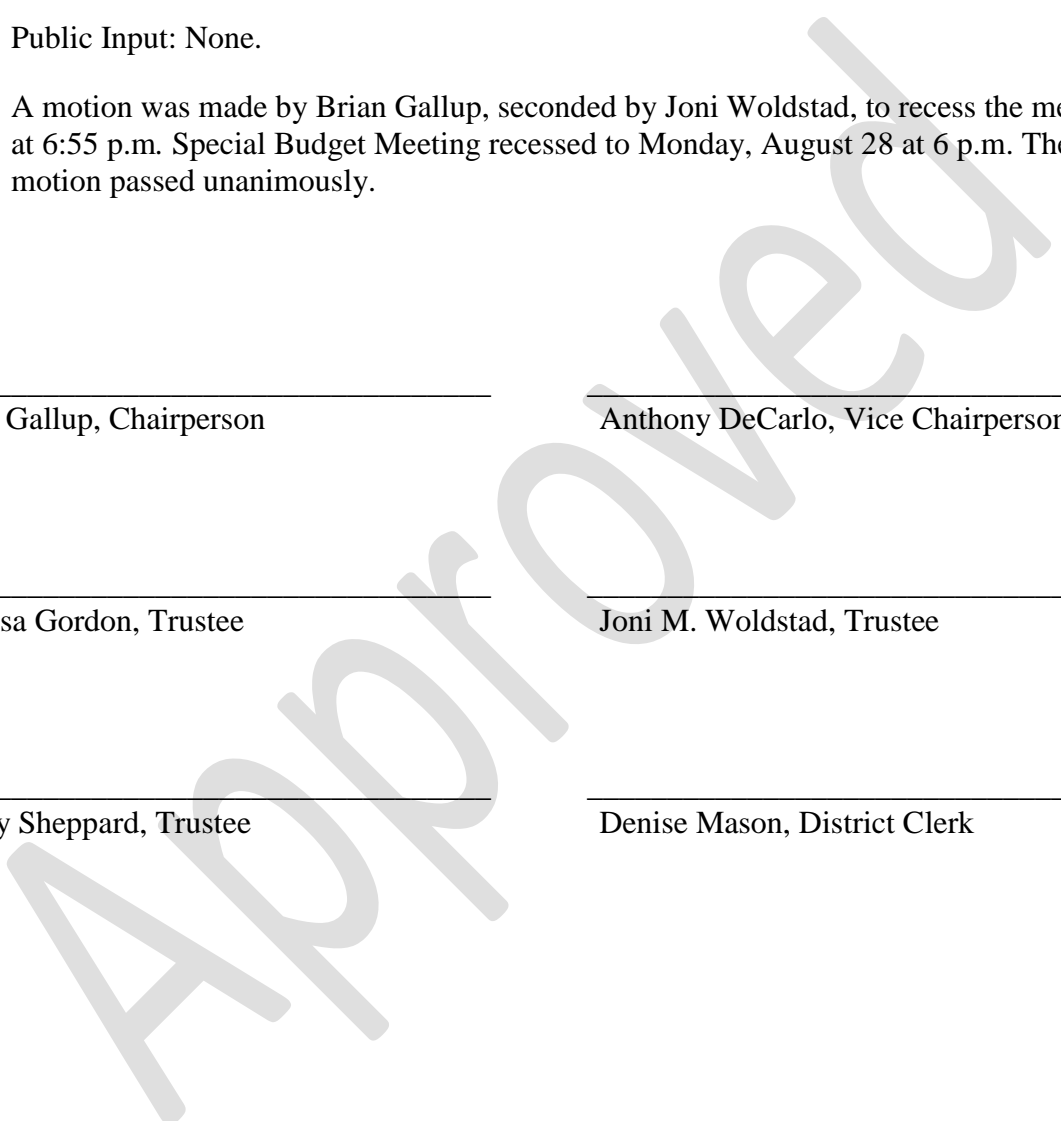 Public Input: None.
A motion was made by Brian Gallup, seconded by Joni Woldstad, to recess the
at 6:55 p.m. Special Budget Meeting recessed to Monday, August 28 at 6 p.m. The
motion passed unanimously.
Gallup, Chairperson
Anthony DeCarlo, Vice Chairperson
Gordon, Trustee
Joni M. Woldstad, Trustee
Sheppard, Trustee
Denise Mason, District Clerk
Approved